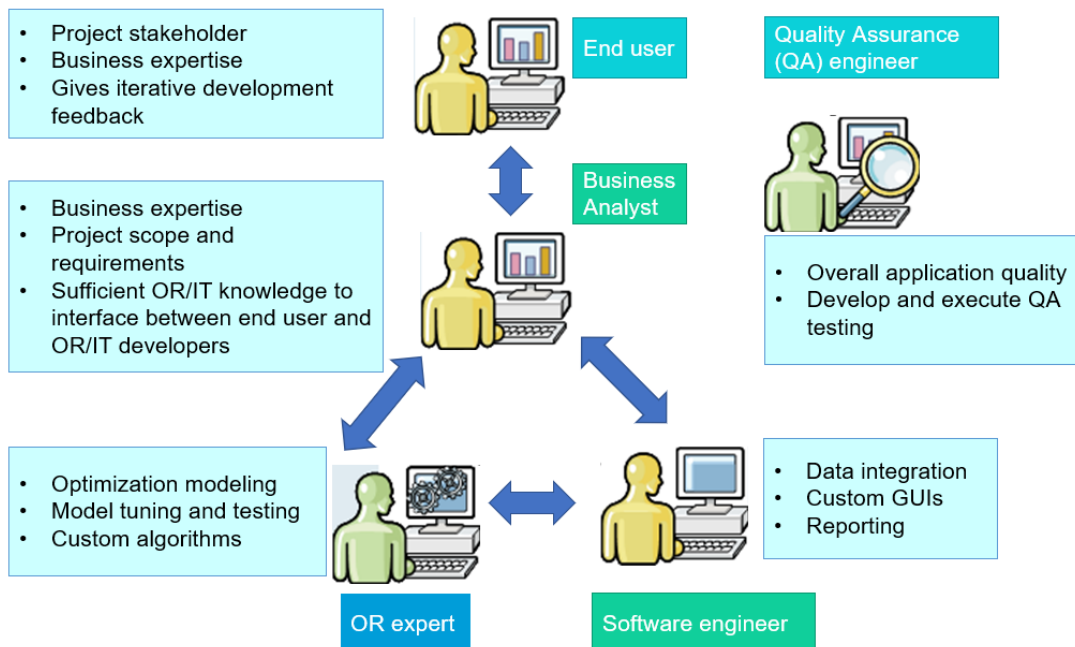 • Project stakeholder
• Business expertise
• Gives iterative development
feedback
End user
Quality Assurance
(QA) engineer
• Business expertise
• Project scope and
requirements
• Sufficient OR/IT knowledge to
interface between end user and
OR/IT developers
Business
Analyst
• Overall application quality
• Develop and execute QA
testing
• Optimization modeling
• Model tuning and testing
• Custom algorithms
• Data integration
• Custom GUIs
• Reporting
OR expert
Software engineer